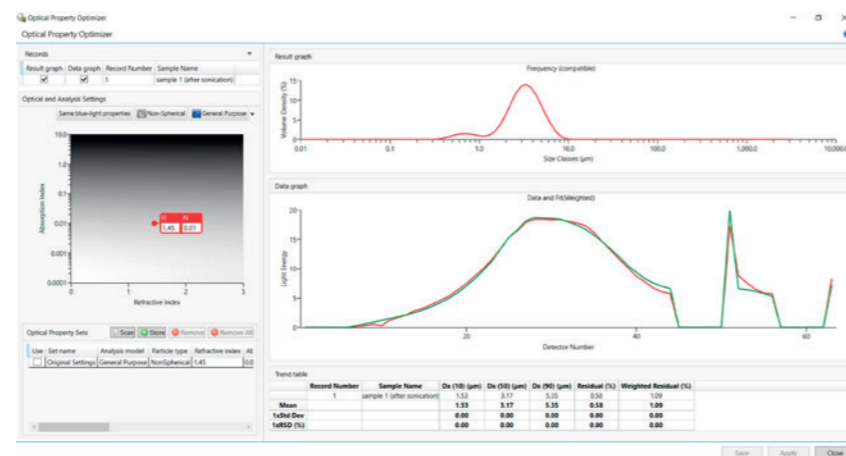 Optical Property Optimizer
Optical Property Optimizer
Records
Result graph Data graph Record Number Sample Name
1 sample 1 (after sonication)
Optical and Analysis Settings
Same blue-light properties Non-Spherical General Purpose
10.0
1.0
0.1
0.01
0.001
0.0001
Absorption Index
RI AI
1.45 0.01
0 1 2 3
Refractive Index
Optical Property Sets Scan Store Remove Remove All
Use Set name Analysis model Particle type Refractive index
Original Settings General Purpose NonSpherical 1.45 0.0
Result graph
Frequency (compatible)
Volume Density (%)
15
10
5
0
0.01 0.1 1.0 10.0 100.0 1,000.0 10,000.0
Size Classes (µm)
Data graph
Data and Fit(Weighted)
Light Energy
20
15
10
5
0
20 40 60
Detector Number
Trend table
Record Number Sample Name Dx (10) (µm) Dx (50) (µm) Dx (90) (µm) Residual (%) Weighted Residual (%)
1 sample 1 (after sonication) 1.53 3.17 5.35 0.58 1.09
Mean 1.53 3.17 5.35 0.58 1.09
1xStd Dev 0.00 0.00 0.00 0.00 0.00
1xRSD (%) 0.00 0.00 0.00 0.00 0.00
Save Apply Close